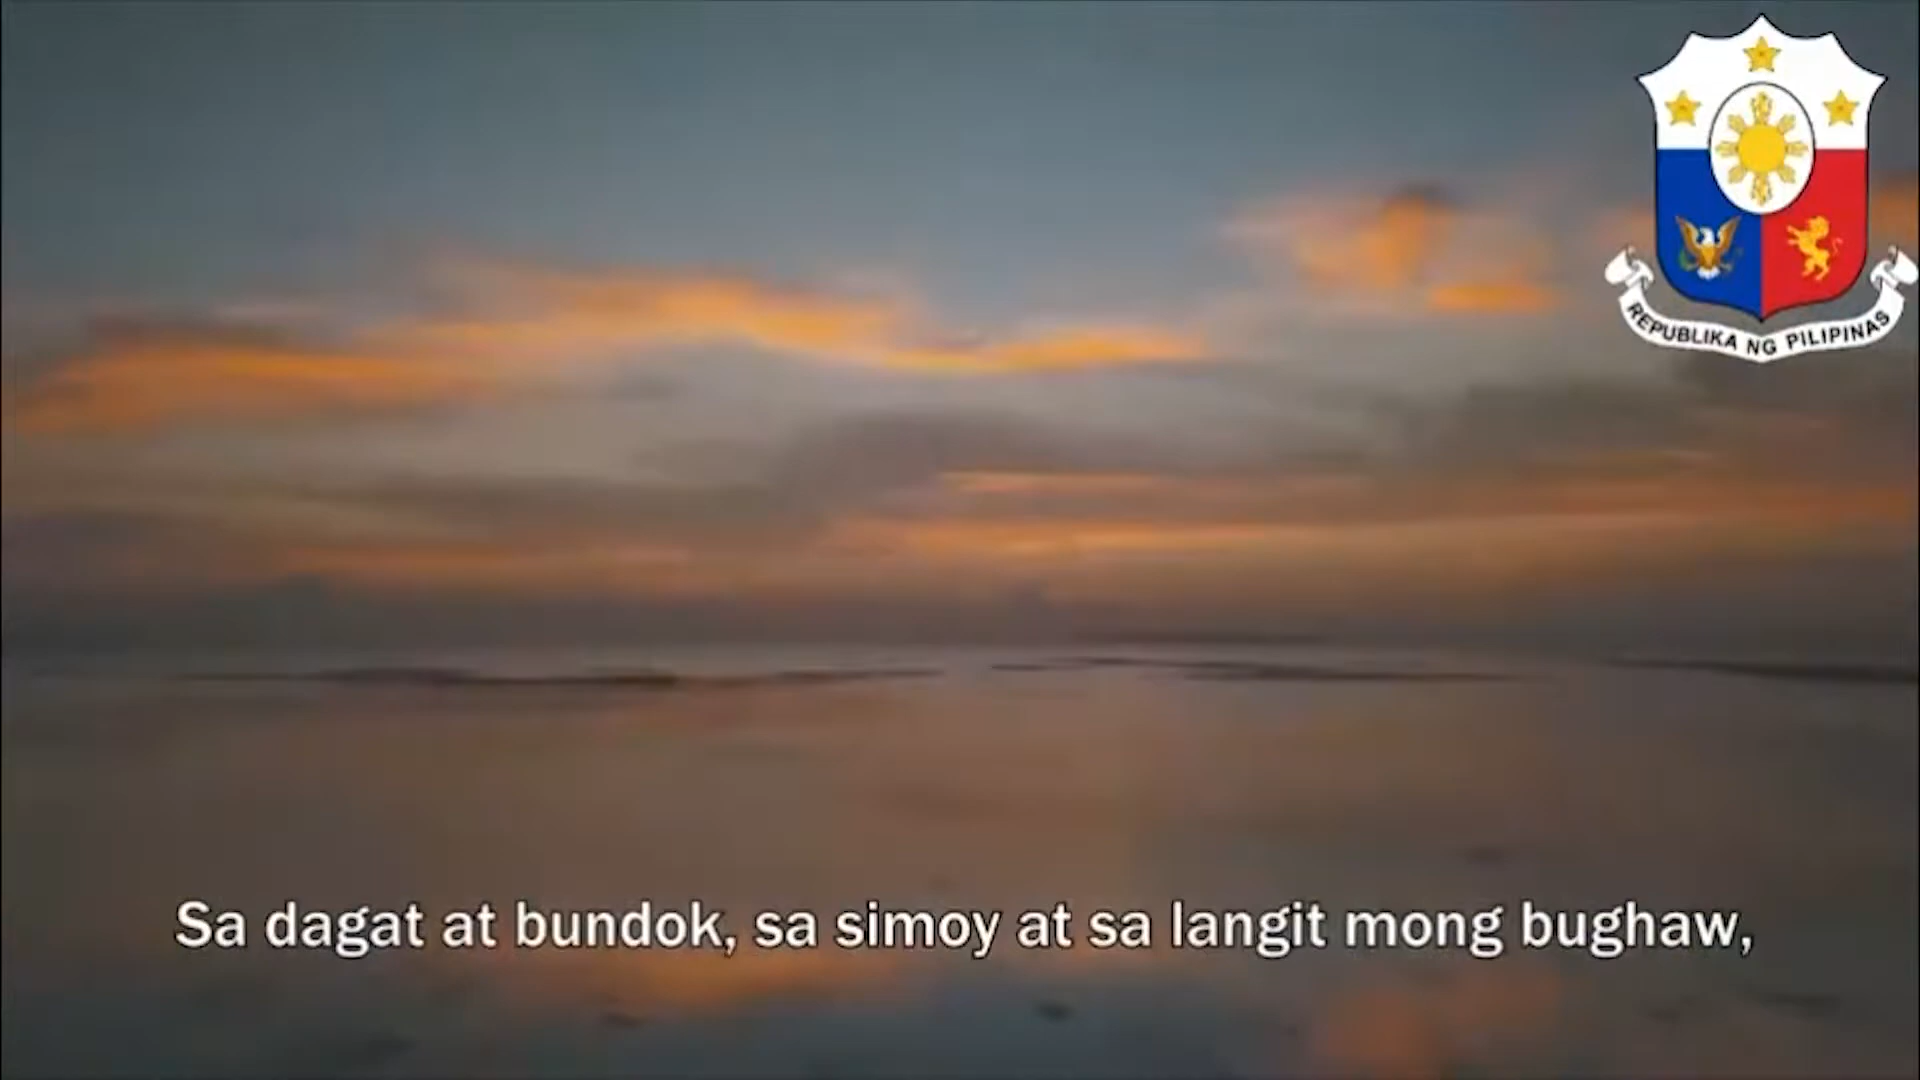 REPUBLIKA NG PILIPINAS
Sa dagat at bundok, sa simoy at sa langit mong bughaw,